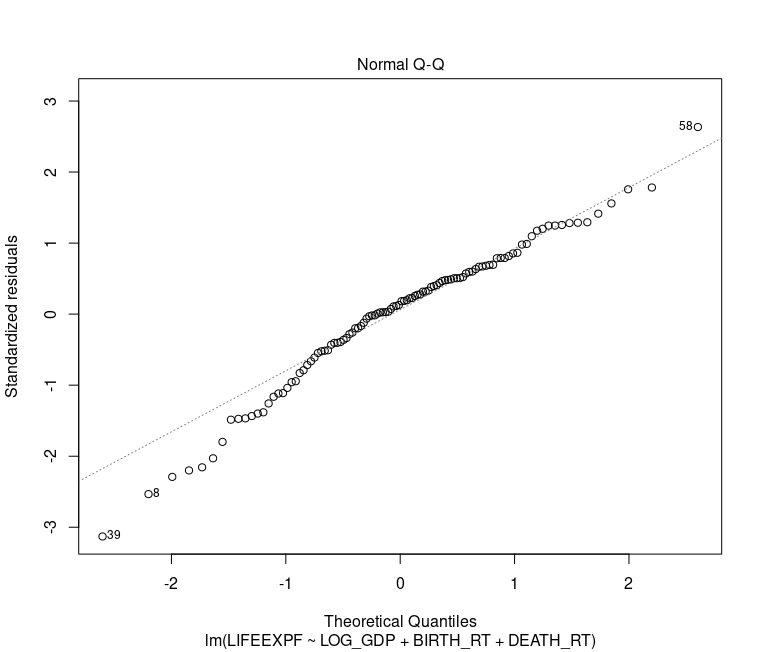 Normal Q-Q
Standardized residuals
3
2
1
0
-1
-2
-3
58
8
39
-2 -1 0 1 2
Theoretical Quantiles
lm(LIFEEXPF ~ LOG_GDP + BIRTH_RT + DEATH_RT)